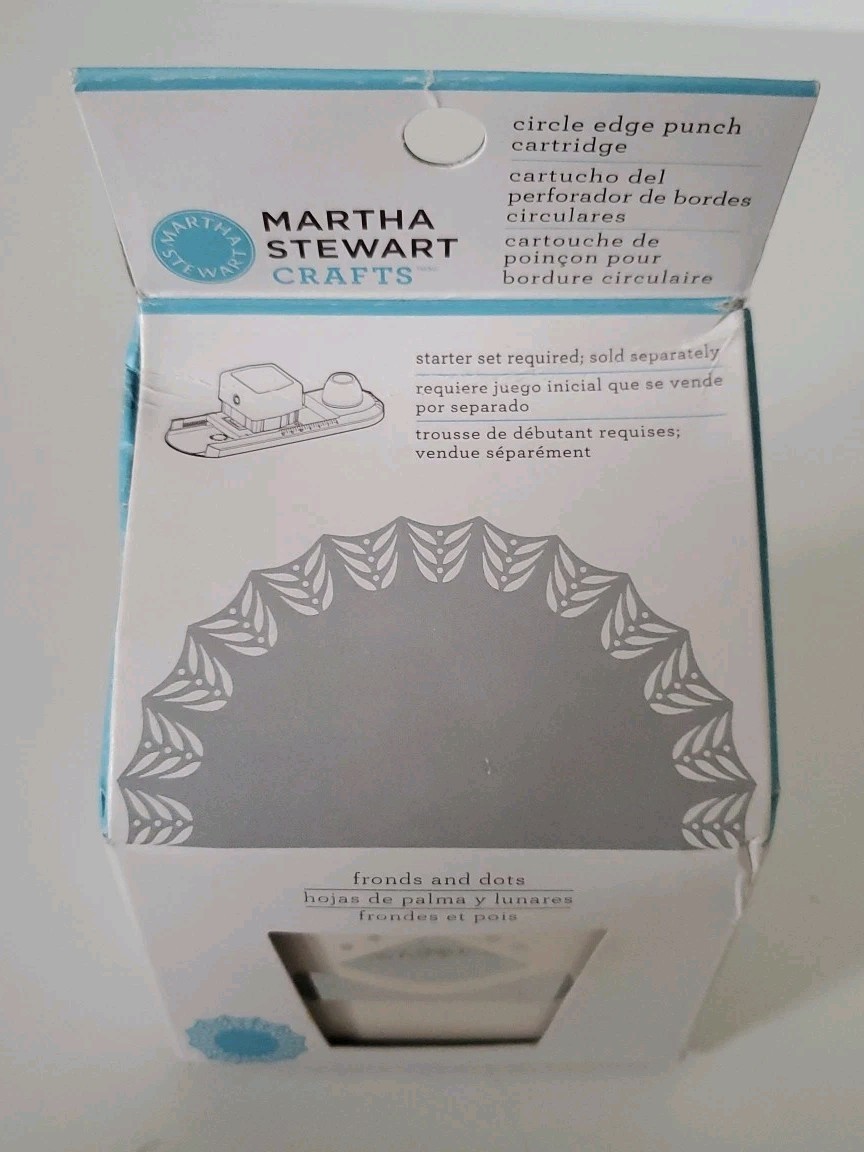 circle edge punch
cartridge
cartucho del
perforador de bordes
circulares
cartouche de
poinçon pour
bordure circulaire
MARTHA STEWART
MARTHA
STEWART
CRAFTS
starter set required; sold separately
requiere juego inicial que se vende
por separado
trousse de débutant requises;
vendue séparément
fronds and dots
hojas de palma y lunares
frondes et pois